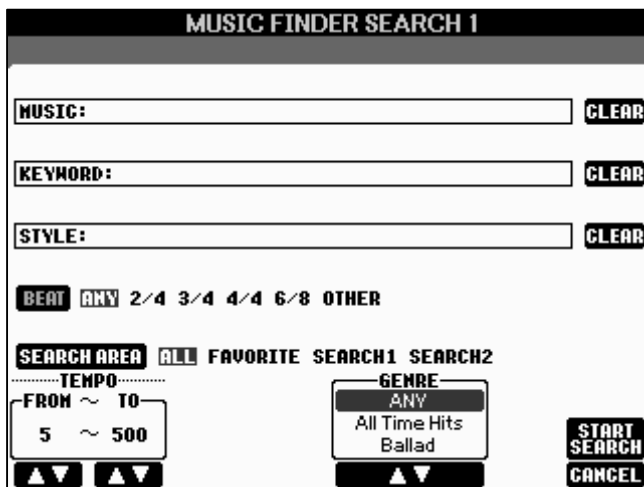 MUSIC FINDER SEARCH 1
MUSIC: CLEAR
KEYWORD: CLEAR
STYLE: CLEAR
BEAT ANY 2/4 3/4 4/4 6/8 OTHER
SEARCH AREA ALL FAVORITE SEARCH1 SEARCH2
TEMPO
FROM ~ TO
5 ~ 500
GENRE
ANY
All Time Hits
Ballad
START
SEARCH
CANCEL